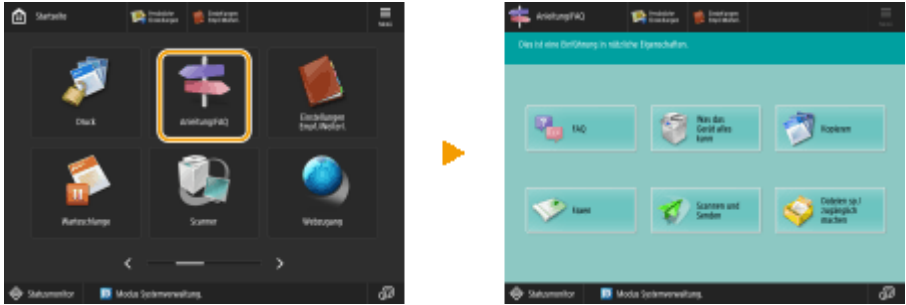 Startseite
Persönliche
Einstellungen
Einstellungen
Empf./Weiterl.
Menü
Druck
Anleitung/FAQ
Einstellungen
Empf./Weiterl.
Warteschlange
Scanner
Webzugang
Statusmonitor
Modus Systemverwaltung.
Anleitung/FAQ
Persönliche
Einstellungen
Einstellungen
Empf./Weiterl.
Menü
Dies ist eine Einführung in nützliche Eigenschaften.
FAQ
Was das
Gerät alles
kann
Kopieren
Faxen
Scannen und
Senden
Dateien sp./
zugänglich
machen
Statusmonitor
Modus Systemverwaltung.